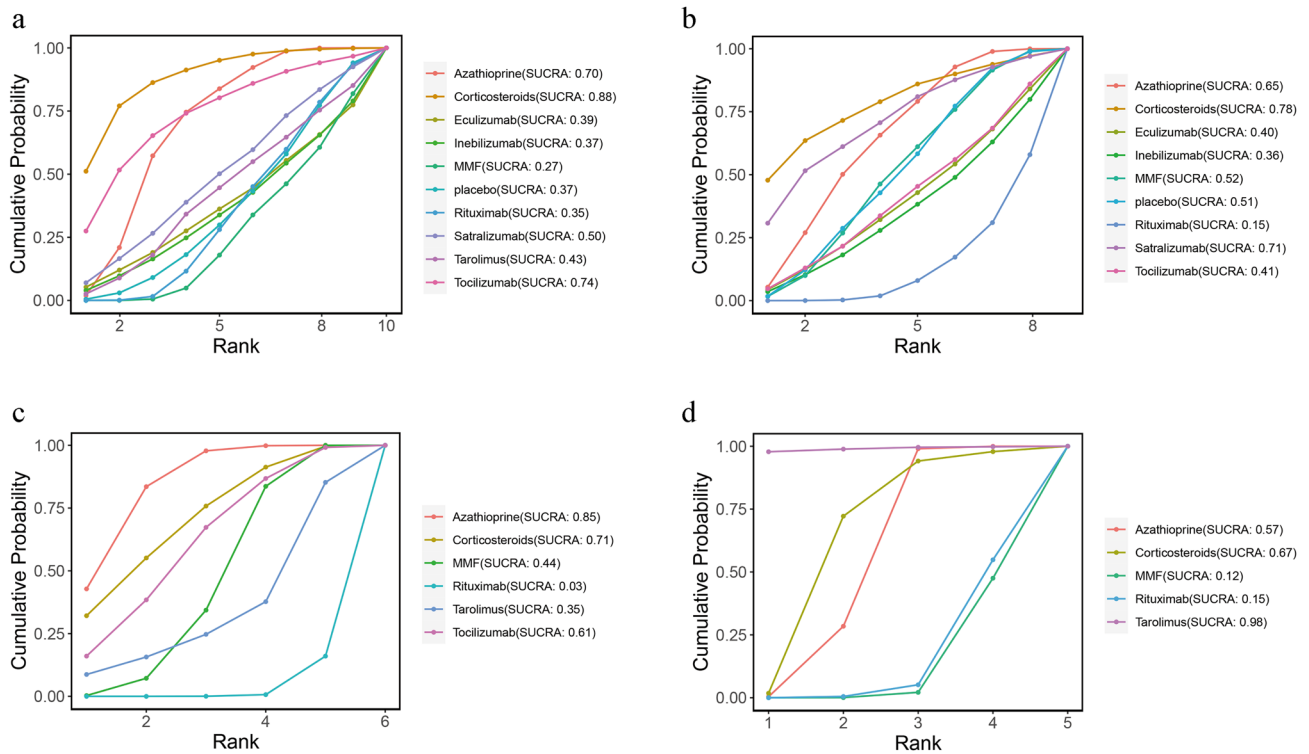 a
Cumulative Probability
1.00
0.75
0.50
0.25
0.00
2
5
8
10
Rank
Azathioprine(SUCRA: 0.70)
Corticosteroids(SUCRA: 0.88)
Eculizumab(SUCRA: 0.39)
Inebilizumab(SUCRA: 0.37)
MMF(SUCRA: 0.27)
placebo(SUCRA: 0.37)
Rituximab(SUCRA: 0.35)
Satralizumab(SUCRA: 0.50)
Tarolimus(SUCRA: 0.43)
Tocilizumab(SUCRA: 0.74)
b
Cumulative Probability
1.00
0.75
0.50
0.25
0.00
2
5
8
Rank
Azathioprine(SUCRA: 0.65)
Corticosteroids(SUCRA: 0.78)
Eculizumab(SUCRA: 0.40)
Inebilizumab(SUCRA: 0.36)
MMF(SUCRA: 0.52)
placebo(SUCRA: 0.51)
Rituximab(SUCRA: 0.15)
Satralizumab(SUCRA: 0.71)
Tocilizumab(SUCRA: 0.41)
c
Cumulative Probability
1.00
0.75
0.50
0.25
0.00
2
4
6
Rank
Azathioprine(SUCRA: 0.85)
Corticosteroids(SUCRA: 0.71)
MMF(SUCRA: 0.44)
Rituximab(SUCRA: 0.03)
Tarolimus(SUCRA: 0.35)
Tocilizumab(SUCRA: 0.61)
d
Cumulative Probability
1.00
0.75
0.50
0.25
0.00
1
2
3
4
5
Rank
Azathioprine(SUCRA: 0.57)
Corticosteroids(SUCRA: 0.67)
MMF(SUCRA: 0.12)
Rituximab(SUCRA: 0.15)
Tarolimus(SUCRA: 0.98)